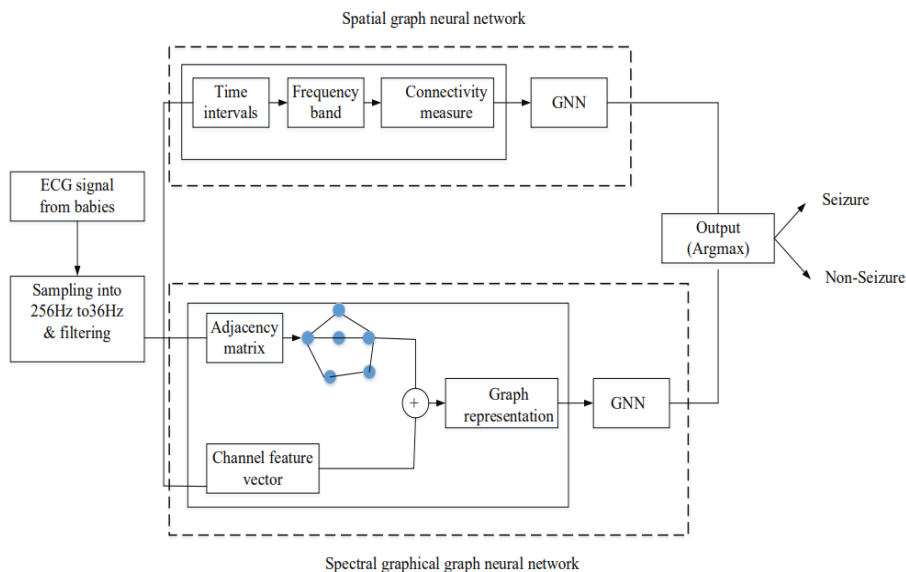 Spatial graph neural network
Time
intervals
Frequency
band
Connectivity
measure
GNN
ECG signal
from babies
Sampling into
256Hz to36Hz
& filtering
Output
(Argmax)
Seizure
Non-Seizure
Adjacency
matrix
+
Graph
representation
GNN
Channel feature
vector
Spectral graphical graph neural network